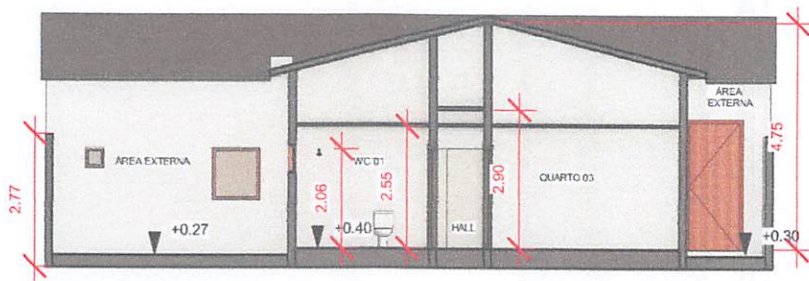 ÁREA
EXTERNA
ÁREA EXTERNA
WC 01
QUARTO 03
HALL
2.77
2.06
2.55
2.90
4.75
+0.27
+0.40
+0.30